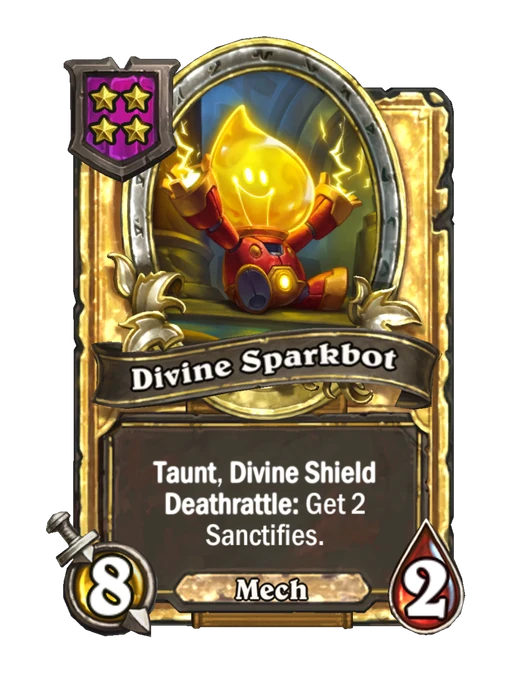 Divine Sparkbot
Taunt, Divine Shield
Deathrattle: Get 2
Sanctifies.
8
Mech
2